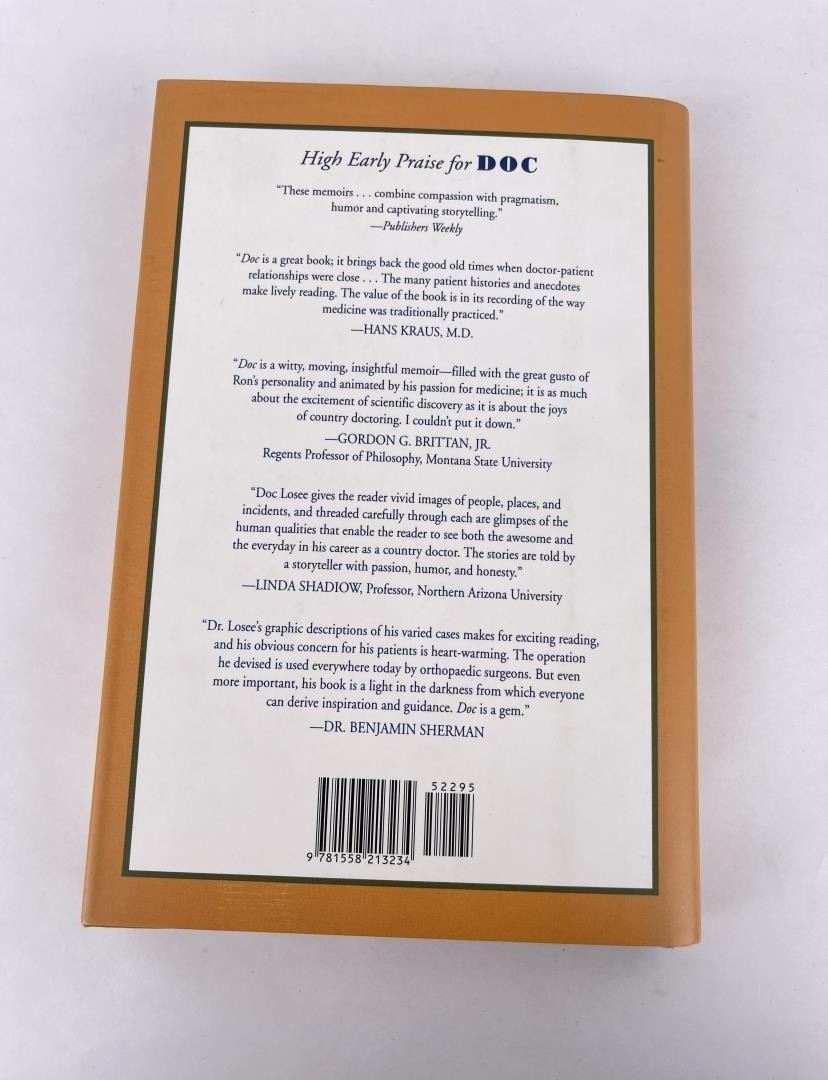 High Early Praise for DOC
“These memoirs . . . combine compassion with pragmatism,
humor and captivating storytelling.”
—Publishers Weekly
“Doc is a great book; it brings back the good old times when doctor-patient
relationships were close . . . The many patient histories and anecdotes
make lively reading. The value of the book is in its recording of the way
medicine was traditionally practiced.”
—HANS KRAUS, M.D.
“Doc is a witty, moving, insightful memoir—filled with the great gusto of
Ron’s personality and animated by his passion for medicine; it is as much
about the excitement of scientific discovery as it is about the joys
of country doctoring. I couldn’t put it down.”
—GORDON G. BRITTAN, JR.
Regents Professor of Philosophy, Montana State University
“Doc Losee gives the reader vivid images of people, places, and
incidents, and threaded carefully through each are glimpses of the
human qualities that enable the reader to see both the awesome and
the everyday in his career as a country doctor. The stories are told by
a storyteller with passion, humor, and honesty.”
—LINDA SHADIOW, Professor, Northern Arizona University
“Dr. Losee’s graphic descriptions of his varied cases makes for exciting reading,
and his obvious concern for his patients is heart-warming. The operation
he devised is used everywhere today by orthopaedic surgeons. But even
more important, his book is a light in the darkness from which everyone
can derive inspiration and guidance. Doc is a gem.”
—DR. BENJAMIN SHERMAN
52295
9 781558 213234